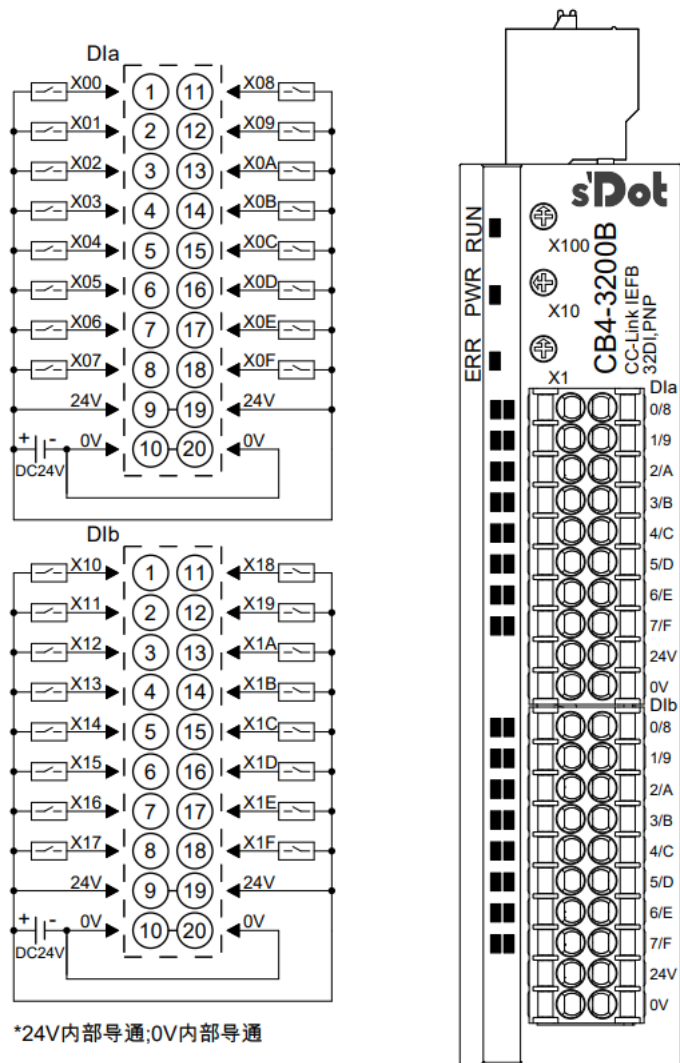 DIa
X00 1 11 X08
X01 2 12 X09
X02 3 13 X0A
X03 4 14 X0B
X04 5 15 X0C
X05 6 16 X0D
X06 7 17 X0E
X07 8 18 X0F
24V 9 19 24V
+ - 0V 10 20 0V
DC24V
DIb
X10 1 11 X18
X11 2 12 X19
X12 3 13 X1A
X13 4 14 X1B
X14 5 15 X1C
X15 6 16 X1D
X16 7 17 X1E
X17 8 18 X1F
24V 9 19 24V
+ - 0V 10 20 0V
DC24V
*24V内部导通;0V内部导通
s'Dot
RUN
PWR
ERR
X100
X10
X1
CB4-3200B
CC-Link IEFB
32DI,PNP
DIa
0/8
1/9
2/A
3/B
4/C
5/D
6/E
7/F
24V
0V
DIb
0/8
1/9
2/A
3/B
4/C
5/D
6/E
7/F
24V
0V